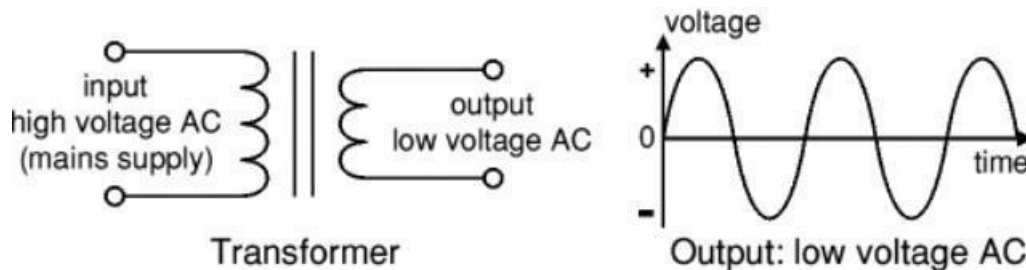 input
high voltage AC
(mains supply)
output
low voltage AC
Transformer
voltage
+
0
time
-
Output: low voltage AC